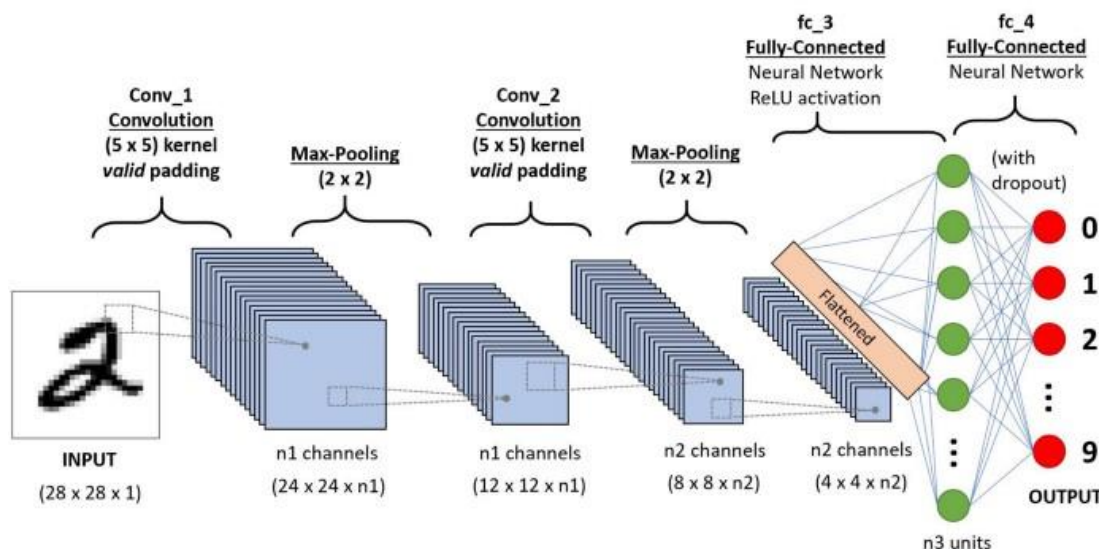 fc_3
Fully-Connected
Neural Network
ReLU activation
fc_4
Fully-Connected
Neural Network
Conv_1
Convolution
(5 x 5) kernel
valid padding
Max-Pooling
(2 x 2)
Conv_2
Convolution
(5 x 5) kernel
valid padding
Max-Pooling
(2 x 2)
(with
dropout)
Flattened
0
1
2
9
INPUT
(28 x 28 x 1)
n1 channels
(24 x 24 x n1)
n1 channels
(12 x 12 x n1)
n2 channels
(8 x 8 x n2)
n2 channels
(4 x 4 x n2)
OUTPUT
n3 units